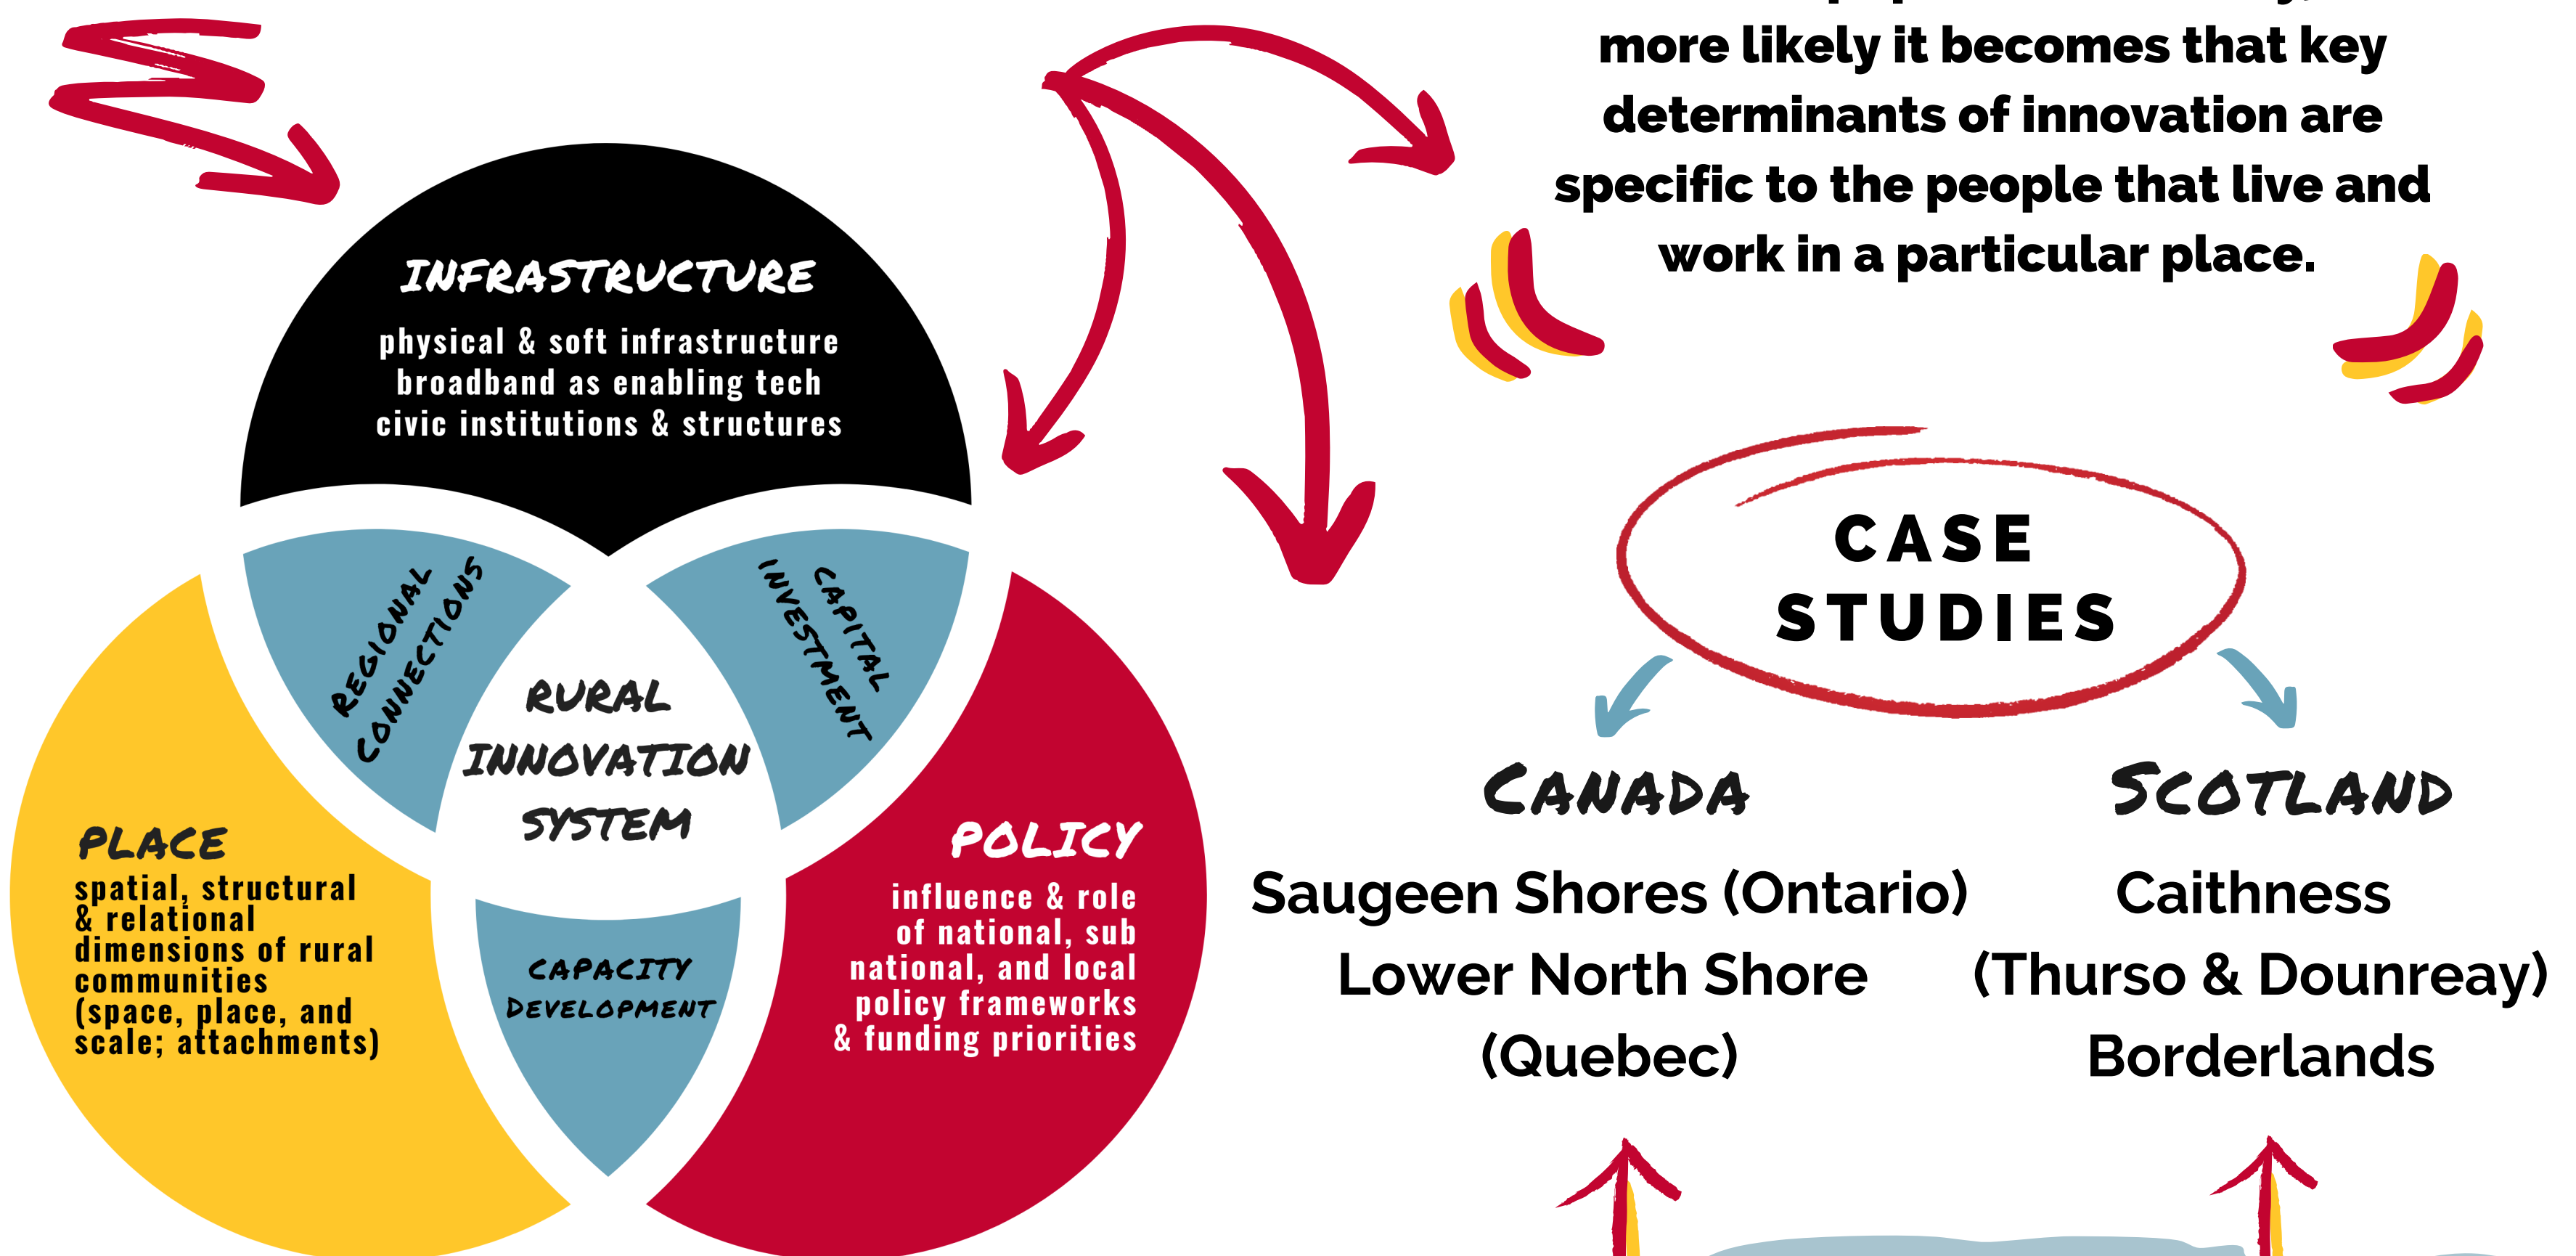 more likely it becomes that key
determinants of innovation are
specific to the people that live and
work in a particular place.
INFRASTRUCTURE
physical & soft infrastructure
broadband as enabling tech
civic institutions & structures
REGIONAL
CONNECTIONS
CAPITAL
INVESTMENT
RURAL
INNOVATION
SYSTEM
PLACE
spatial, structural
& relational
dimensions of rural
communities
(space, place, and
scale; attachments)
POLICY
influence & role
of national, sub
national, and local
policy frameworks
& funding priorities
CAPACITY
DEVELOPMENT
CASE
STUDIES
CANADA
Saugeen Shores (Ontario)
Lower North Shore
(Quebec)
SCOTLAND
Caithness
(Thurso & Dounreay)
Borderlands